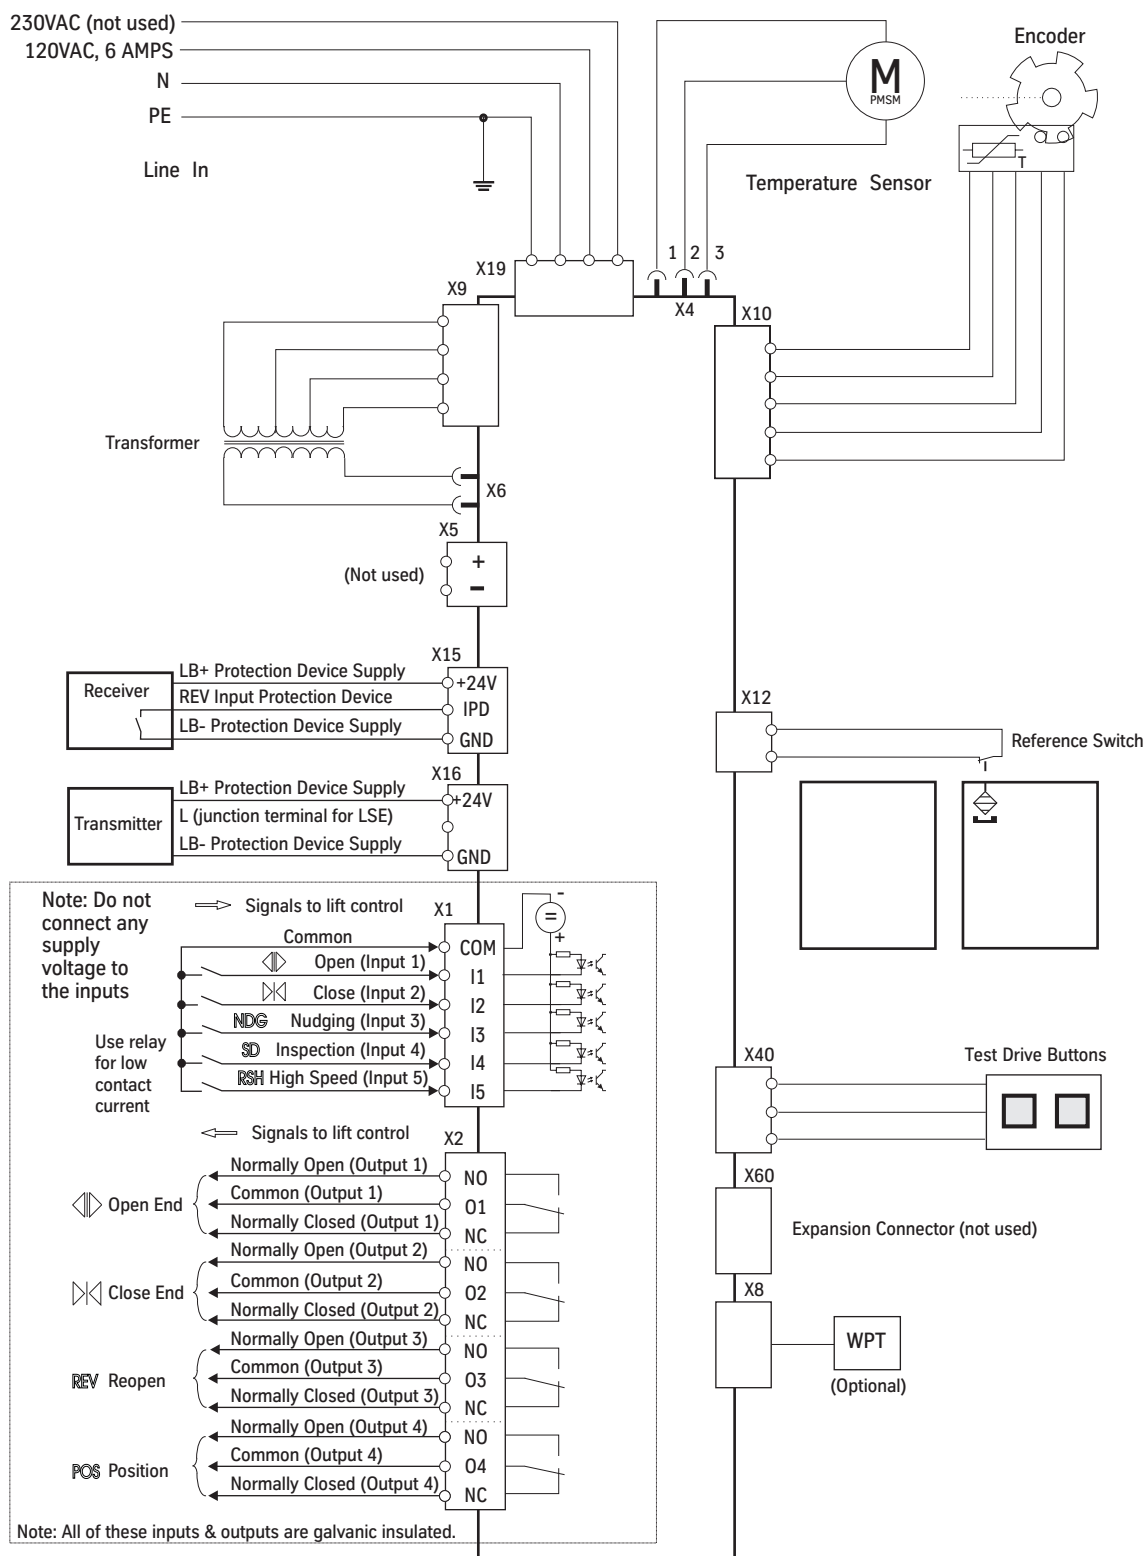 230VAC (not used)
120VAC, 6 AMPS
N
PE
Line In
M
PMSM
Encoder
T
Temperature Sensor
1 2 3
X19
X9
X4
X10
Transformer
X6
X5
+
-
(Not used)
X15
Receiver
LB+ Protection Device Supply
+24V
REV Input Protection Device
IPD
LB- Protection Device Supply
GND
X12
Reference Switch
X16
Transmitter
LB+ Protection Device Supply
+24V
L (junction terminal for LSE)
LB- Protection Device Supply
GND
Note: Do not
connect any
supply
voltage to
the inputs
Use relay
for low
contact
current
Signals to lift control
X1
-
=
+
Common
COM
Open (Input 1)
I1
Close (Input 2)
I2
NDG Nudging (Input 3)
I3
SD Inspection (Input 4)
I4
RSH High Speed (Input 5)
I5
Signals to lift control
X2
Open End
Normally Open (Output 1)
NO
Common (Output 1)
O1
Normally Closed (Output 1)
NC
Close End
Normally Open (Output 2)
NO
Common (Output 2)
O2
Normally Closed (Output 2)
NC
REV Reopen
Normally Open (Output 3)
NO
Common (Output 3)
O3
Normally Closed (Output 3)
NC
POS Position
Normally Open (Output 4)
NO
Common (Output 4)
O4
Normally Closed (Output 4)
NC
Note: All of these inputs & outputs are galvanic insulated.
X40
Test Drive Buttons
X60
Expansion Connector (not used)
X8
WPT
(Optional)